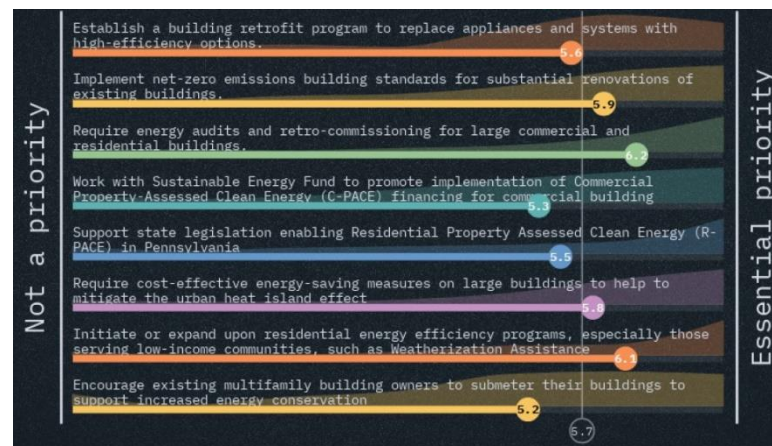 Not a priority
Establish a building retrofit program to replace appliances and systems with
high-efficiency options.
5.6
Implement net-zero emissions building standards for substantial renovations of
existing buildings.
5.9
Require energy audits and retro-commissioning for large commercial and
residential buildings.
6.2
Work with Sustainable Energy Fund to promote implementation of Commercial
Property-Assessed Clean Energy (C-PACE) financing for commercial building
5.3
Support state legislation enabling Residential Property Assessed Clean Energy (R-
PACE) in Pennsylvania
5.5
Require cost-effective energy-saving measures on large buildings to help to
mitigate the urban heat island effect
5.8
Initiate or expand upon residential energy efficiency programs, especially those
serving low-income communities, such as Weatherization Assistance
6.1
Encourage existing multifamily building owners to submeter their buildings to
support increased energy conservation
5.2
5.7
Essential priority